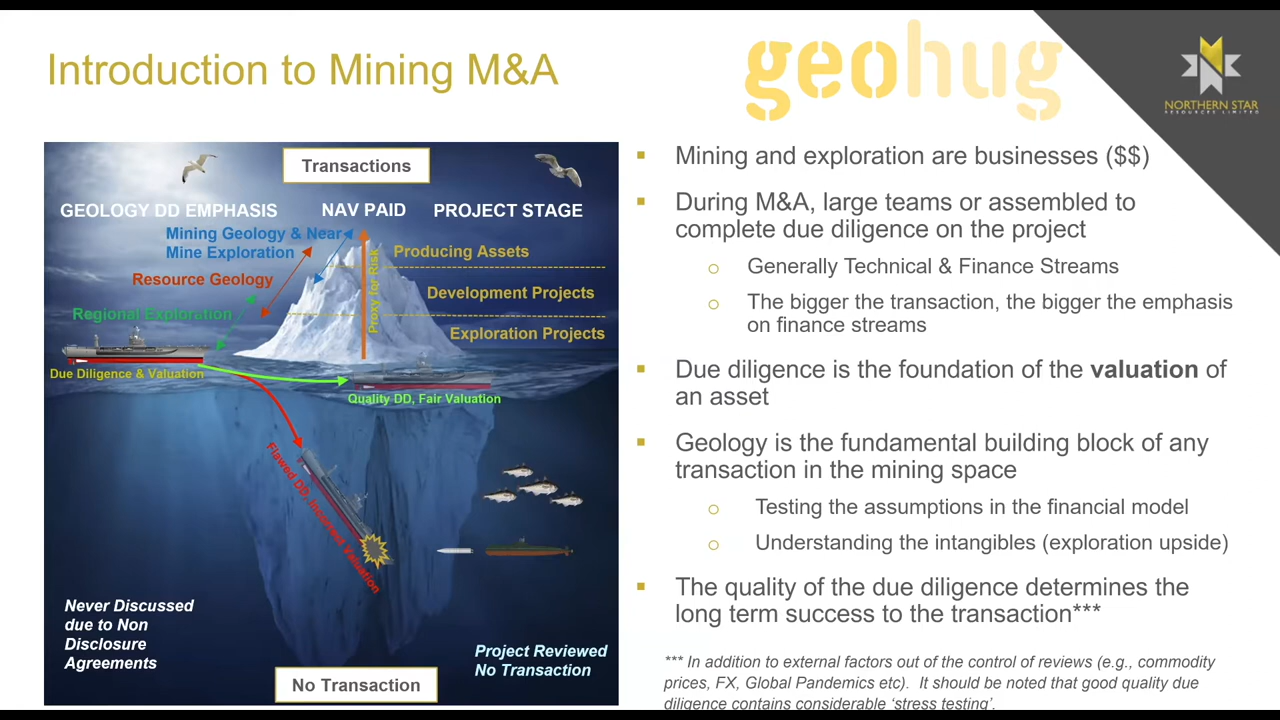 Introduction to Mining M&A
geohug
NORTHERN STAR
RESOURCES LIMITED
Transactions
GEOLOGY DD EMPHASIS
NAV PAID
PROJECT STAGE
Mining Geology & Near
Mine Exploration
Resource Geology
Regional Exploration
Proxy for Risk
Producing Assets
Development Projects
Exploration Projects
Due Diligence & Valuation
Quality DD, Fair Valuation
Flawed DD, Incorrect Valuation
Never Discussed
due to Non
Disclosure
Agreements
Project Reviewed
No Transaction
No Transaction
Mining and exploration are businesses ($$)
During M&A, large teams or assembled to
complete due diligence on the project
Generally Technical & Finance Streams
The bigger the transaction, the bigger the emphasis
on finance streams
Due diligence is the foundation of the valuation of
an asset
Geology is the fundamental building block of any
transaction in the mining space
Testing the assumptions in the financial model
Understanding the intangibles (exploration upside)
The quality of the due diligence determines the
long term success to the transaction***
*** In addition to external factors out of the control of reviews (e.g., commodity
prices, FX, Global Pandemics etc).  It should be noted that good quality due
diligence contains considerable ‘stress testing’.